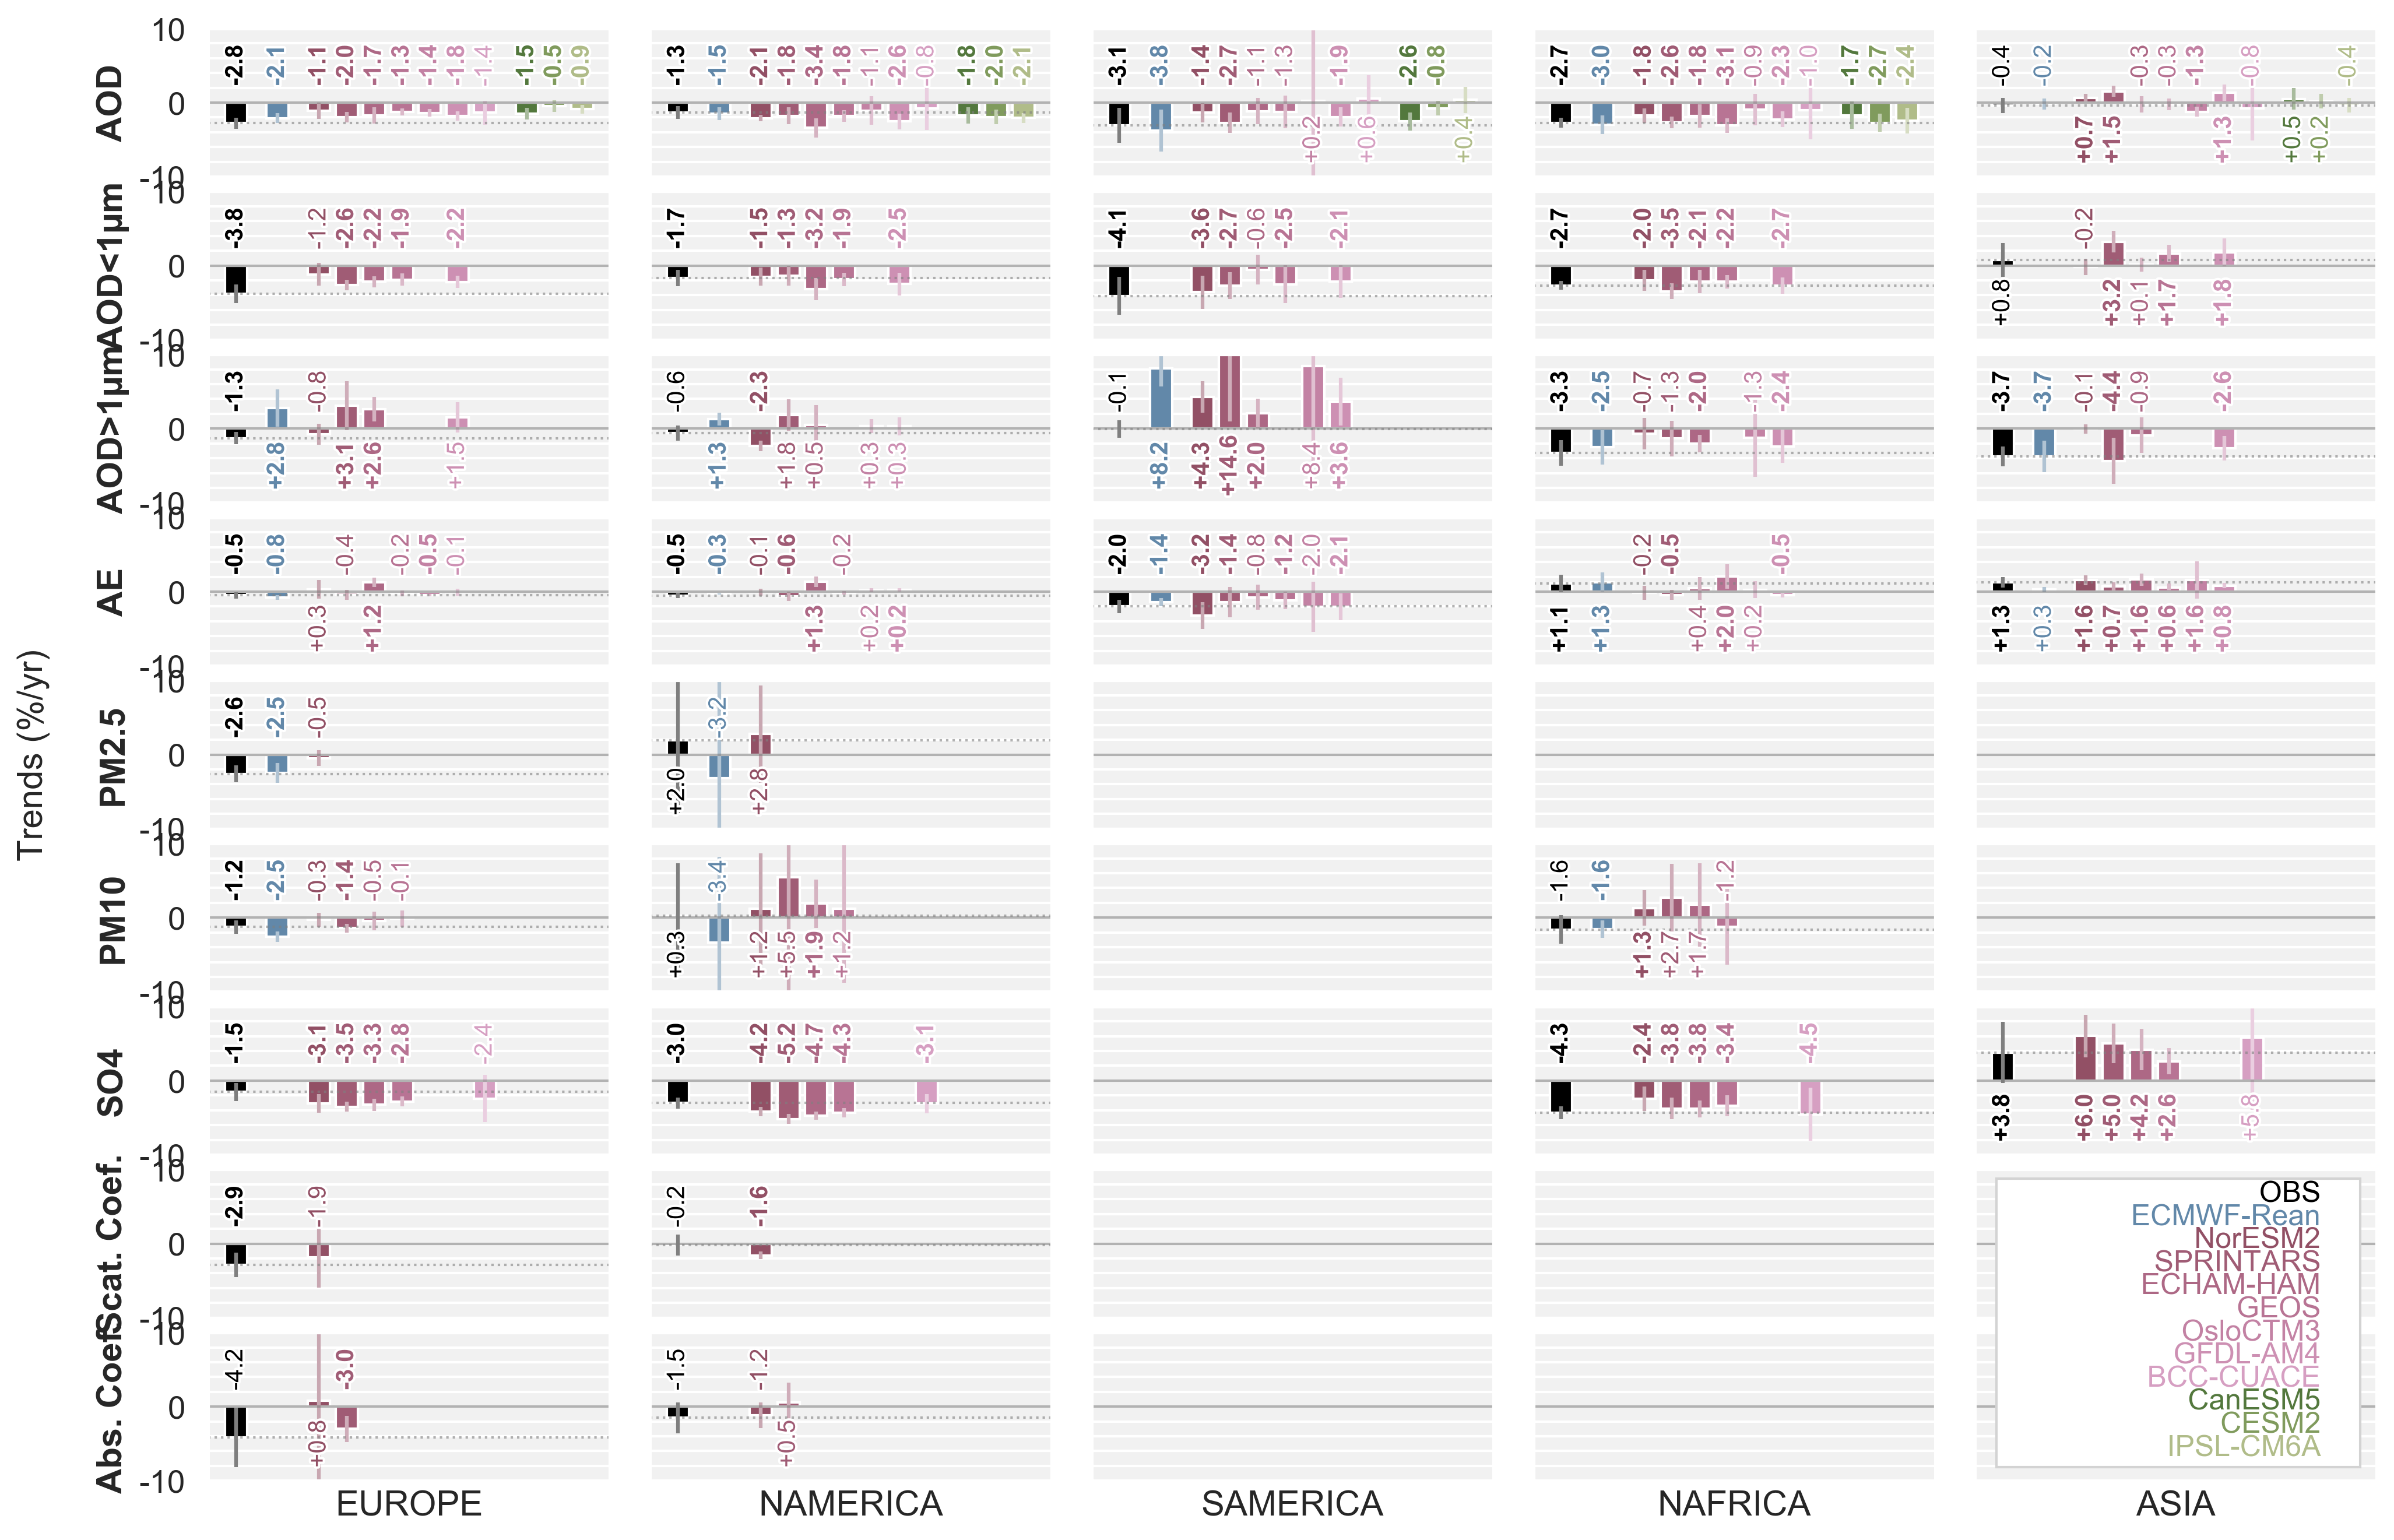 Trends (%/yr)
AOD
10
0
-10
-2.8 -2.1 -1.1 -2.0 -1.7 -1.3 -1.4 -1.8 -1.4 -1.5 -0.5 -0.9
-1.3 -1.5 -2.1 -1.8 -3.4 -1.8 -1.1 -2.6 -0.8 -1.8 -2.0 -2.1
-3.1 -3.8 -1.4 -2.7 -1.1 -1.3 +0.2 -1.9 +0.6 -2.6 -0.8 +0.4
-2.7 -3.0 -1.8 -2.6 -1.8 -3.1 -0.9 -2.3 -1.0 -1.7 -2.7 -2.4
-0.4 -0.2 +0.7 +1.5 -0.3 -0.3 -1.3 +1.3 -0.8 +0.5 +0.2 -0.4
AOD<1µm
10
0
-10
-3.8 -1.2 -2.6 -2.2 -1.9 -2.2
-1.7 -1.5 -1.3 -3.2 -1.9 -2.5
-4.1 -3.6 -2.7 -0.6 -2.5 -2.1
-2.7 -2.0 -3.5 -2.1 -2.2 -2.7
+0.8 -0.2 +3.2 +0.1 +1.7 +1.8
AOD>1µm
10
0
-10
-1.3 +2.8 -0.8 +3.1 +2.6 +1.5
-0.6 +1.3 -2.3 +1.8 +0.5 +0.3 +0.3
-0.1 +8.2 +4.3 +14.6 +2.0 +8.4 +3.6
-3.3 -2.5 -0.7 -1.3 -2.0 -1.3 -2.4
-3.7 -3.7 -0.1 -4.4 -0.9 -2.6
AE
10
0
-10
-0.5 -0.8 +0.3 -0.4 +1.2 -0.2 -0.5 -0.1
-0.5 -0.3 -0.1 -0.6 +1.3 -0.2 +0.2 +0.2
-2.0 -1.4 -3.2 -1.4 -0.8 -1.2 -2.0 -2.1
+1.1 +1.3 -0.2 -0.5 +0.4 +2.0 +0.2 -0.5
+1.3 +0.3 +1.6 +0.7 +1.6 +0.6 +1.6 +0.8
PM2.5
10
0
-10
-2.6 -2.5 -0.5
+2.0 -3.2 +2.8
PM10
10
0
-10
-1.2 -2.5 -0.3 -1.4 -0.5 -0.1
+0.3 -3.4 +1.2 +5.5 +1.9 +1.2
-1.6 -1.6 +1.3 +2.7 +1.7 -1.2
SO4
10
0
-10
-1.5 -3.1 -3.5 -3.3 -2.8 -2.4
-3.0 -4.2 -5.2 -4.7 -4.3 -3.1
-4.3 -2.4 -3.8 -3.8 -3.4 -4.5
+3.8 +6.0 +5.0 +4.2 +2.6 +5.8
Scat. Coef.
10
0
-10
-2.9 -1.9
-0.2 -1.6
OBS
ECMWF-Rean
NorESM2
SPRINTARS
ECHAM-HAM
GEOS
OsloCTM3
GFDL-AM4
BCC-CUACE
CanESM5
CESM2
IPSL-CM6A
Abs. Coef.
10
0
-10
-4.2 +0.8 -3.0
-1.5 -1.2 +0.5
EUROPE
NAMERICA
SAMERICA
NAFRICA
ASIA